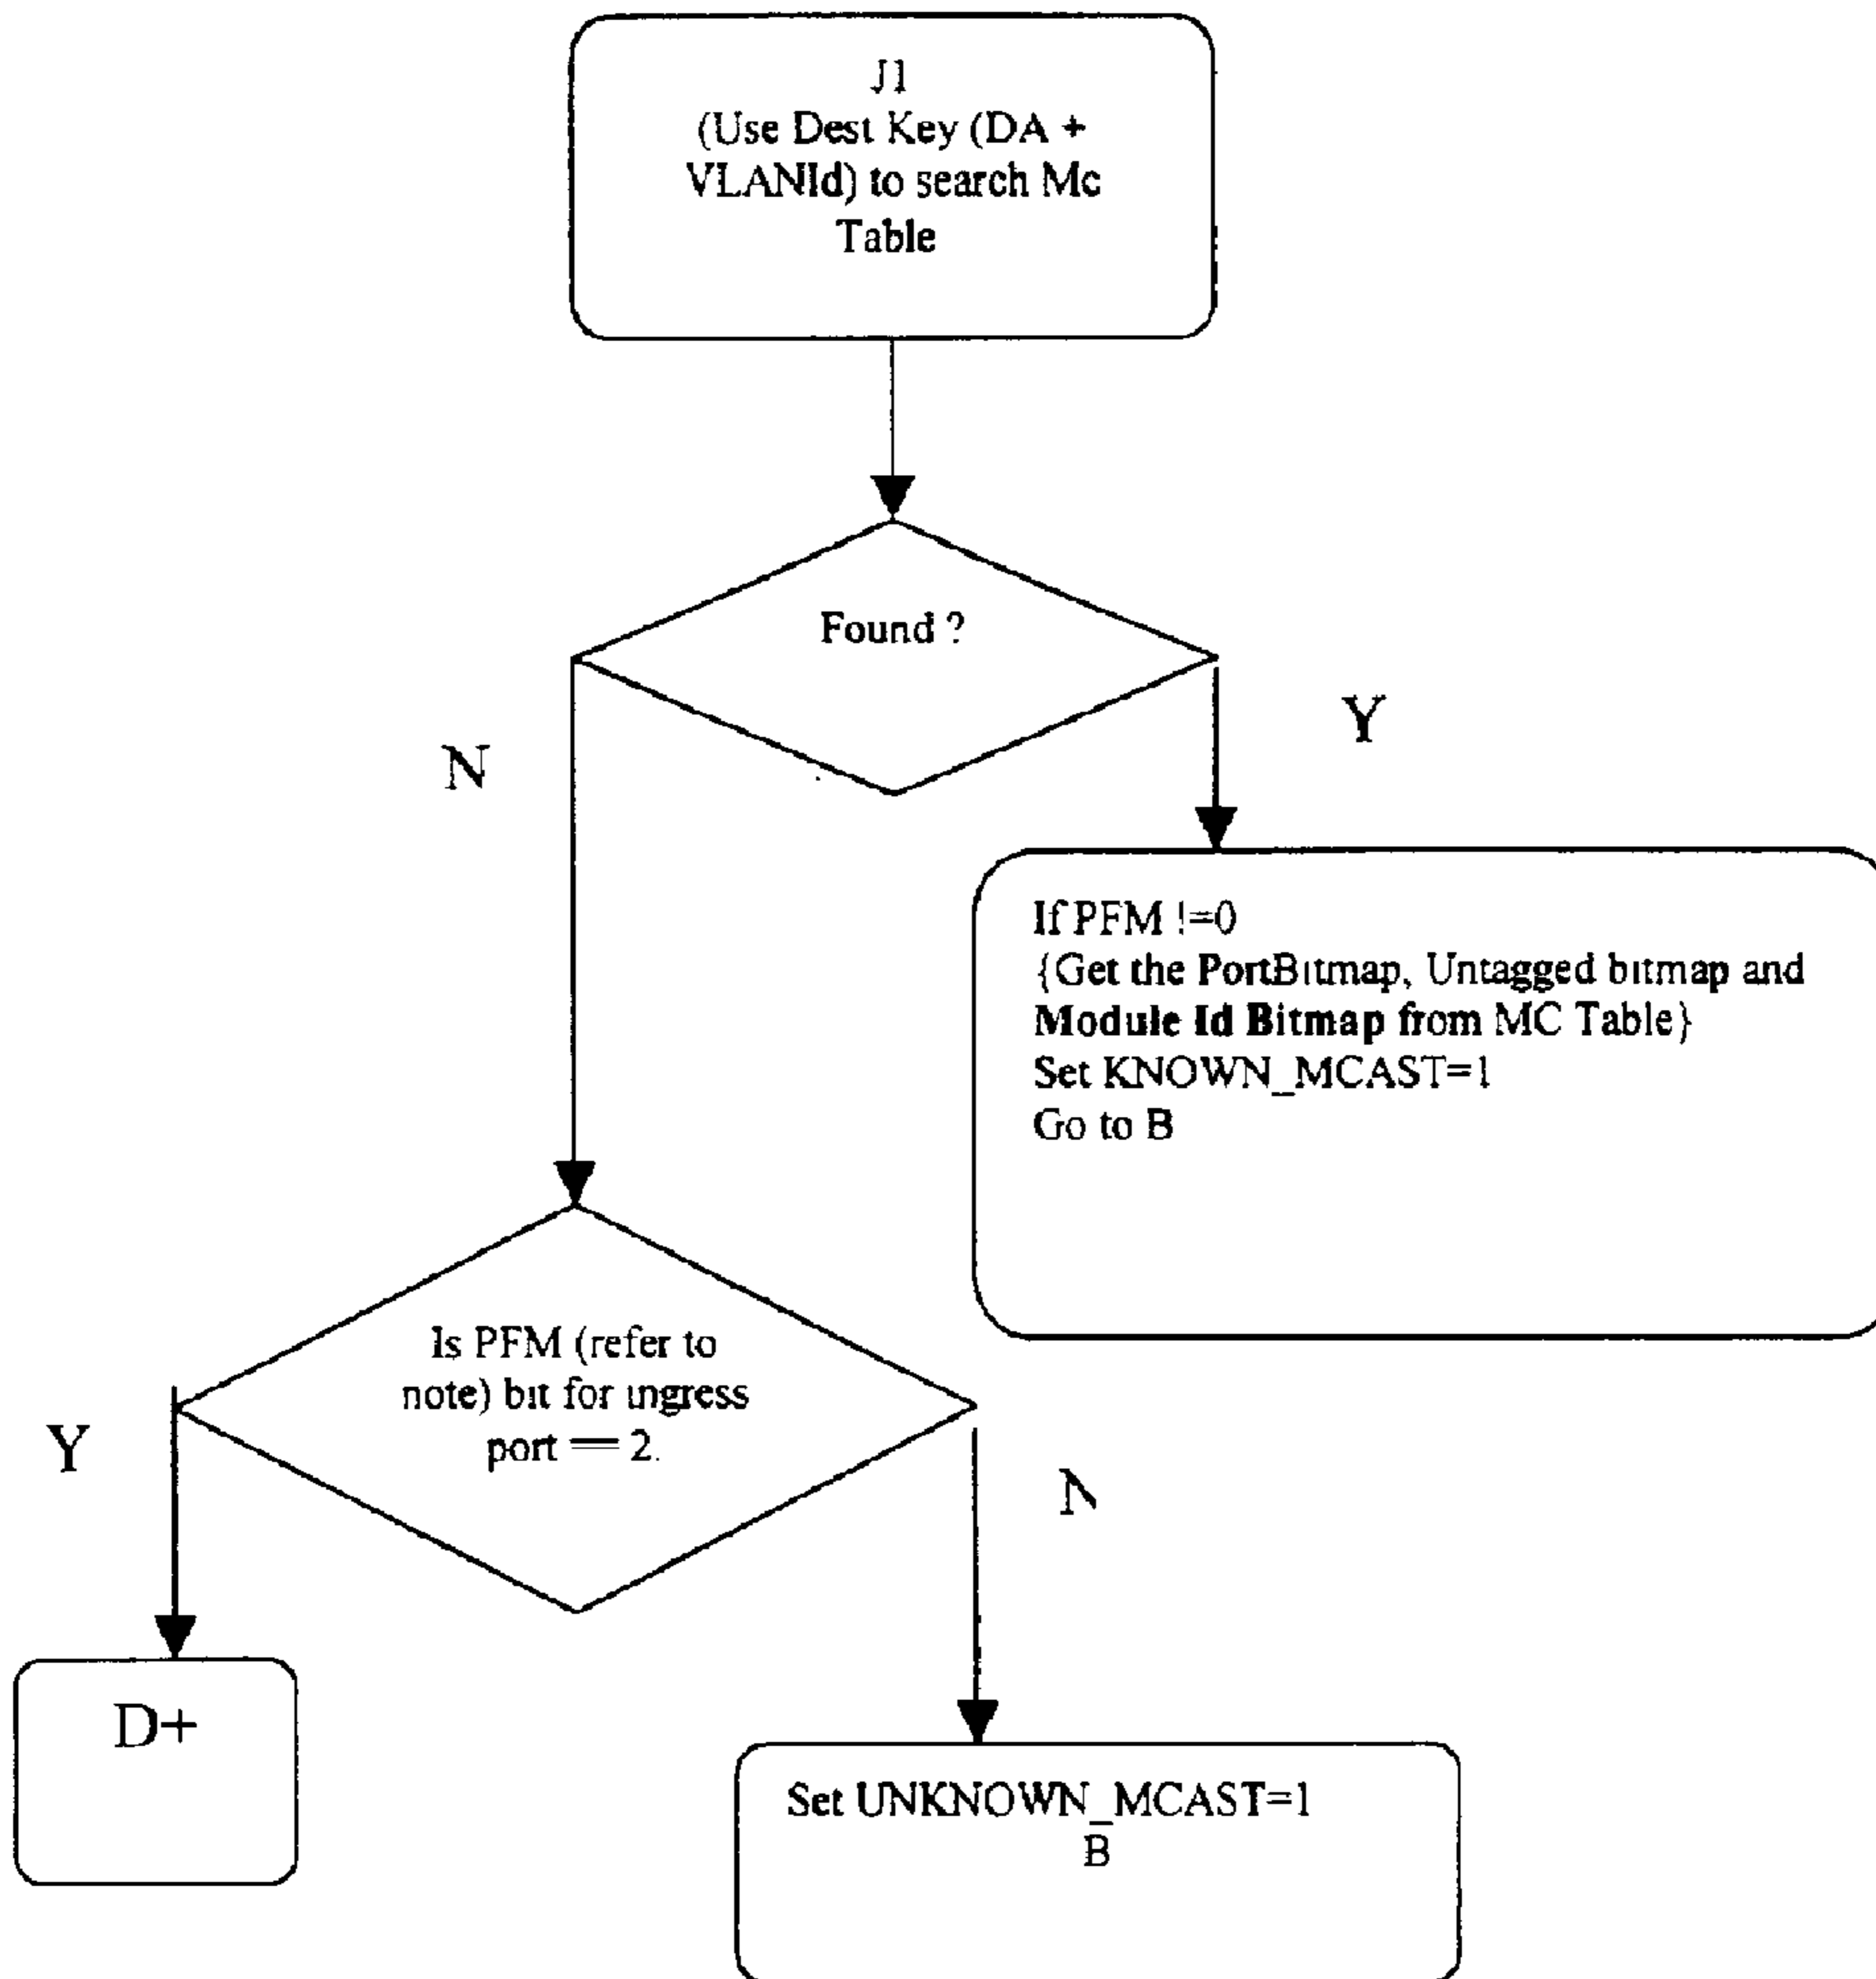 J1
(Use Dest Key (DA +
VLANId) to search Mc
Table
Found ?
Y
N
If PFM !=0
{Get the PortBitmap, Untagged bitmap and
Module Id Bitmap from MC Table}
Set KNOWN_MCAST=1
Go to B
Is PFM (refer to
note) bit for ingress
port == 2.
Y
N
D+
Set UNKNOWN_MCAST=1
B